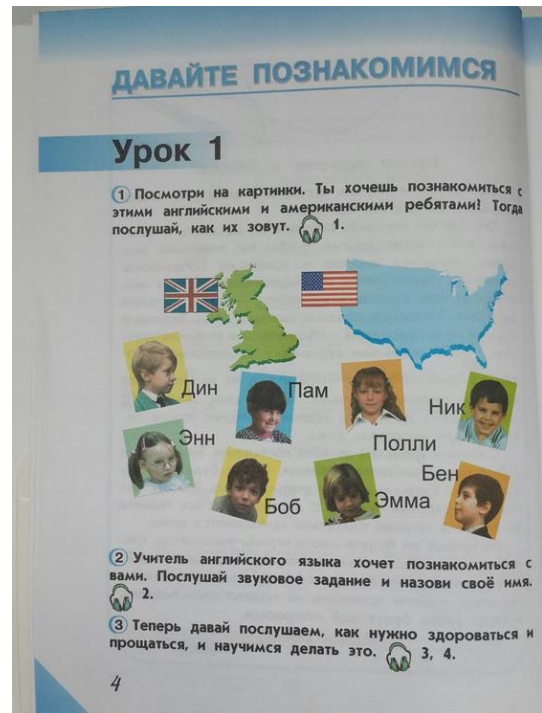 ДАВАЙТЕ ПОЗНАКОМИМСЯ
Урок 1
1 Посмотри на картинки. Ты хочешь познакомиться с
этими английскими и американскими ребятами? Тогда
послушай, как их зовут. 1.
Дин
Пам
Ник
Энн
Полли
Бен
Боб
Эмма
2 Учитель английского языка хочет познакомиться с
вами. Послушай звуковое задание и назови своё имя.
2.
3 Теперь давай послушаем, как нужно здороваться и
прощаться, и научимся делать это. 3, 4.
4